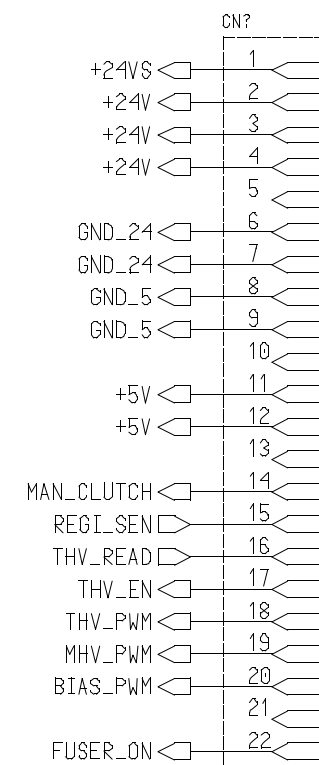 CN?
+24VS 1
+24V 2
+24V 3
+24V 4
5
GND_24 6
GND_24 7
GND_5 8
GND_5 9
10
+5V 11
+5V 12
13
MAN_CLUTCH 14
REGI_SEN 15
THV_READ 16
THV_EN 17
THV_PWM 18
MHV_PWM 19
BIAS_PWM 20
21
FUSER_ON 22